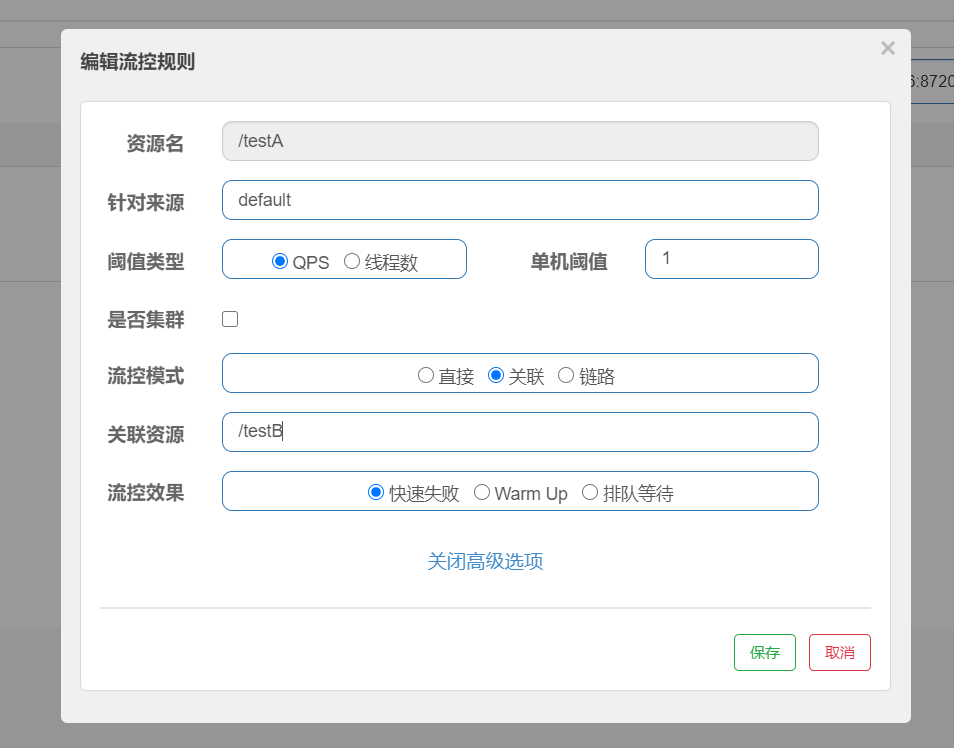 编辑流控规则 ×
6:8720
资源名 /testA
针对来源 default
阈值类型 QPS 线程数 单机阈值 1
是否集群
流控模式 直接 关联 链路
关联资源 /testB
流控效果 快速失败 Warm Up 排队等待
关闭高级选项
保存 取消